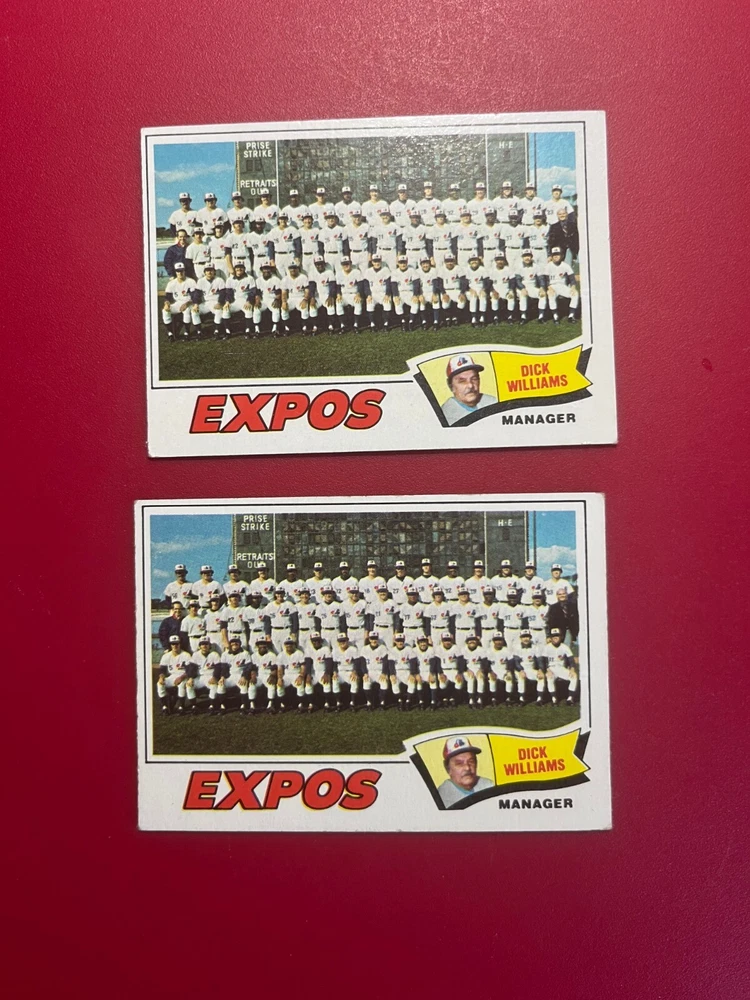 PRISE
STRIKE
H-E
RETRAITS
OUT
DICK
WILLIAMS
EXPOS
MANAGER
PRISE
STRIKE
H-E
RETRAITS
OUT
DICK
WILLIAMS
EXPOS
MANAGER